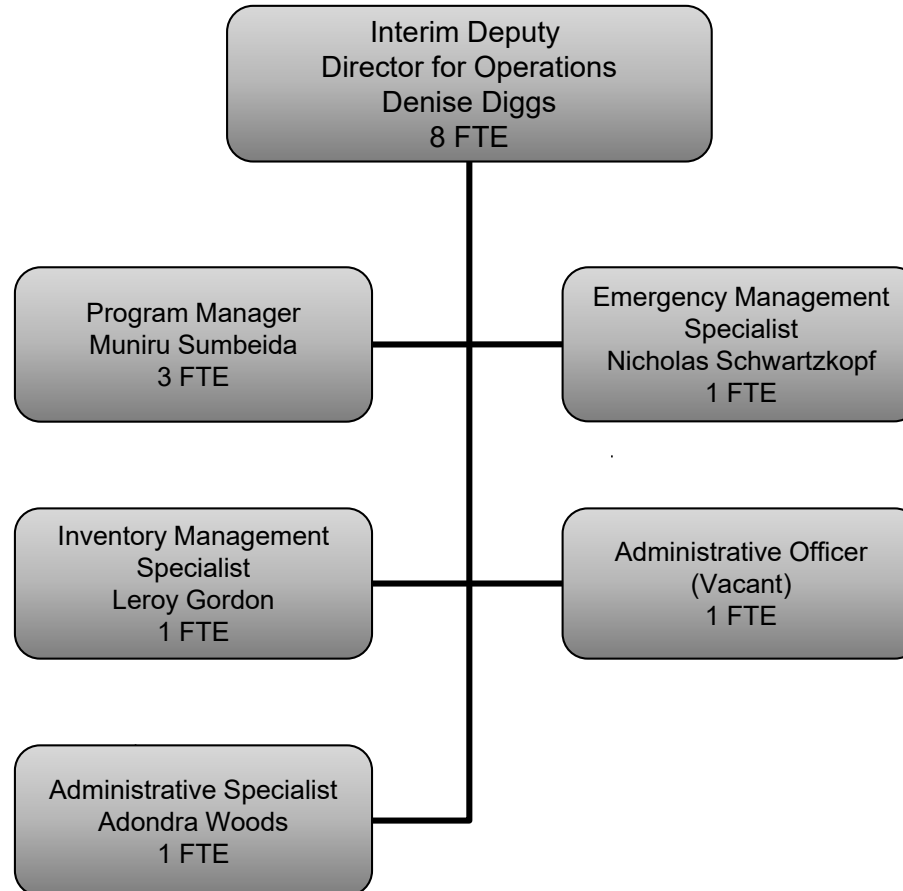 Interim Deputy
Director for Operations
Denise Diggs
8 FTE
Program Manager
Muniru Sumbeida
3 FTE
Emergency Management
Specialist
Nicholas Schwartzkopf
1 FTE
Inventory Management
Specialist
Leroy Gordon
1 FTE
Administrative Officer
(Vacant)
1 FTE
Administrative Specialist
Adondra Woods
1 FTE